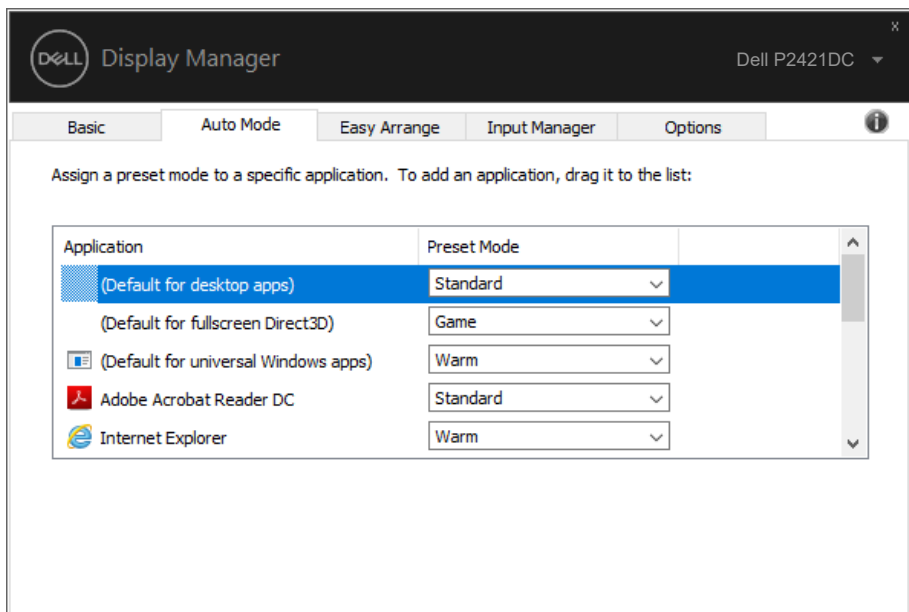 x
DELL Display Manager Dell P2421DC
Basic Auto Mode Easy Arrange Input Manager Options
Assign a preset mode to a specific application. To add an application, drag it to the list:
Application Preset Mode
(Default for desktop apps) Standard
(Default for fullscreen Direct3D) Game
(Default for universal Windows apps) Warm
Adobe Acrobat Reader DC Standard
Internet Explorer Warm